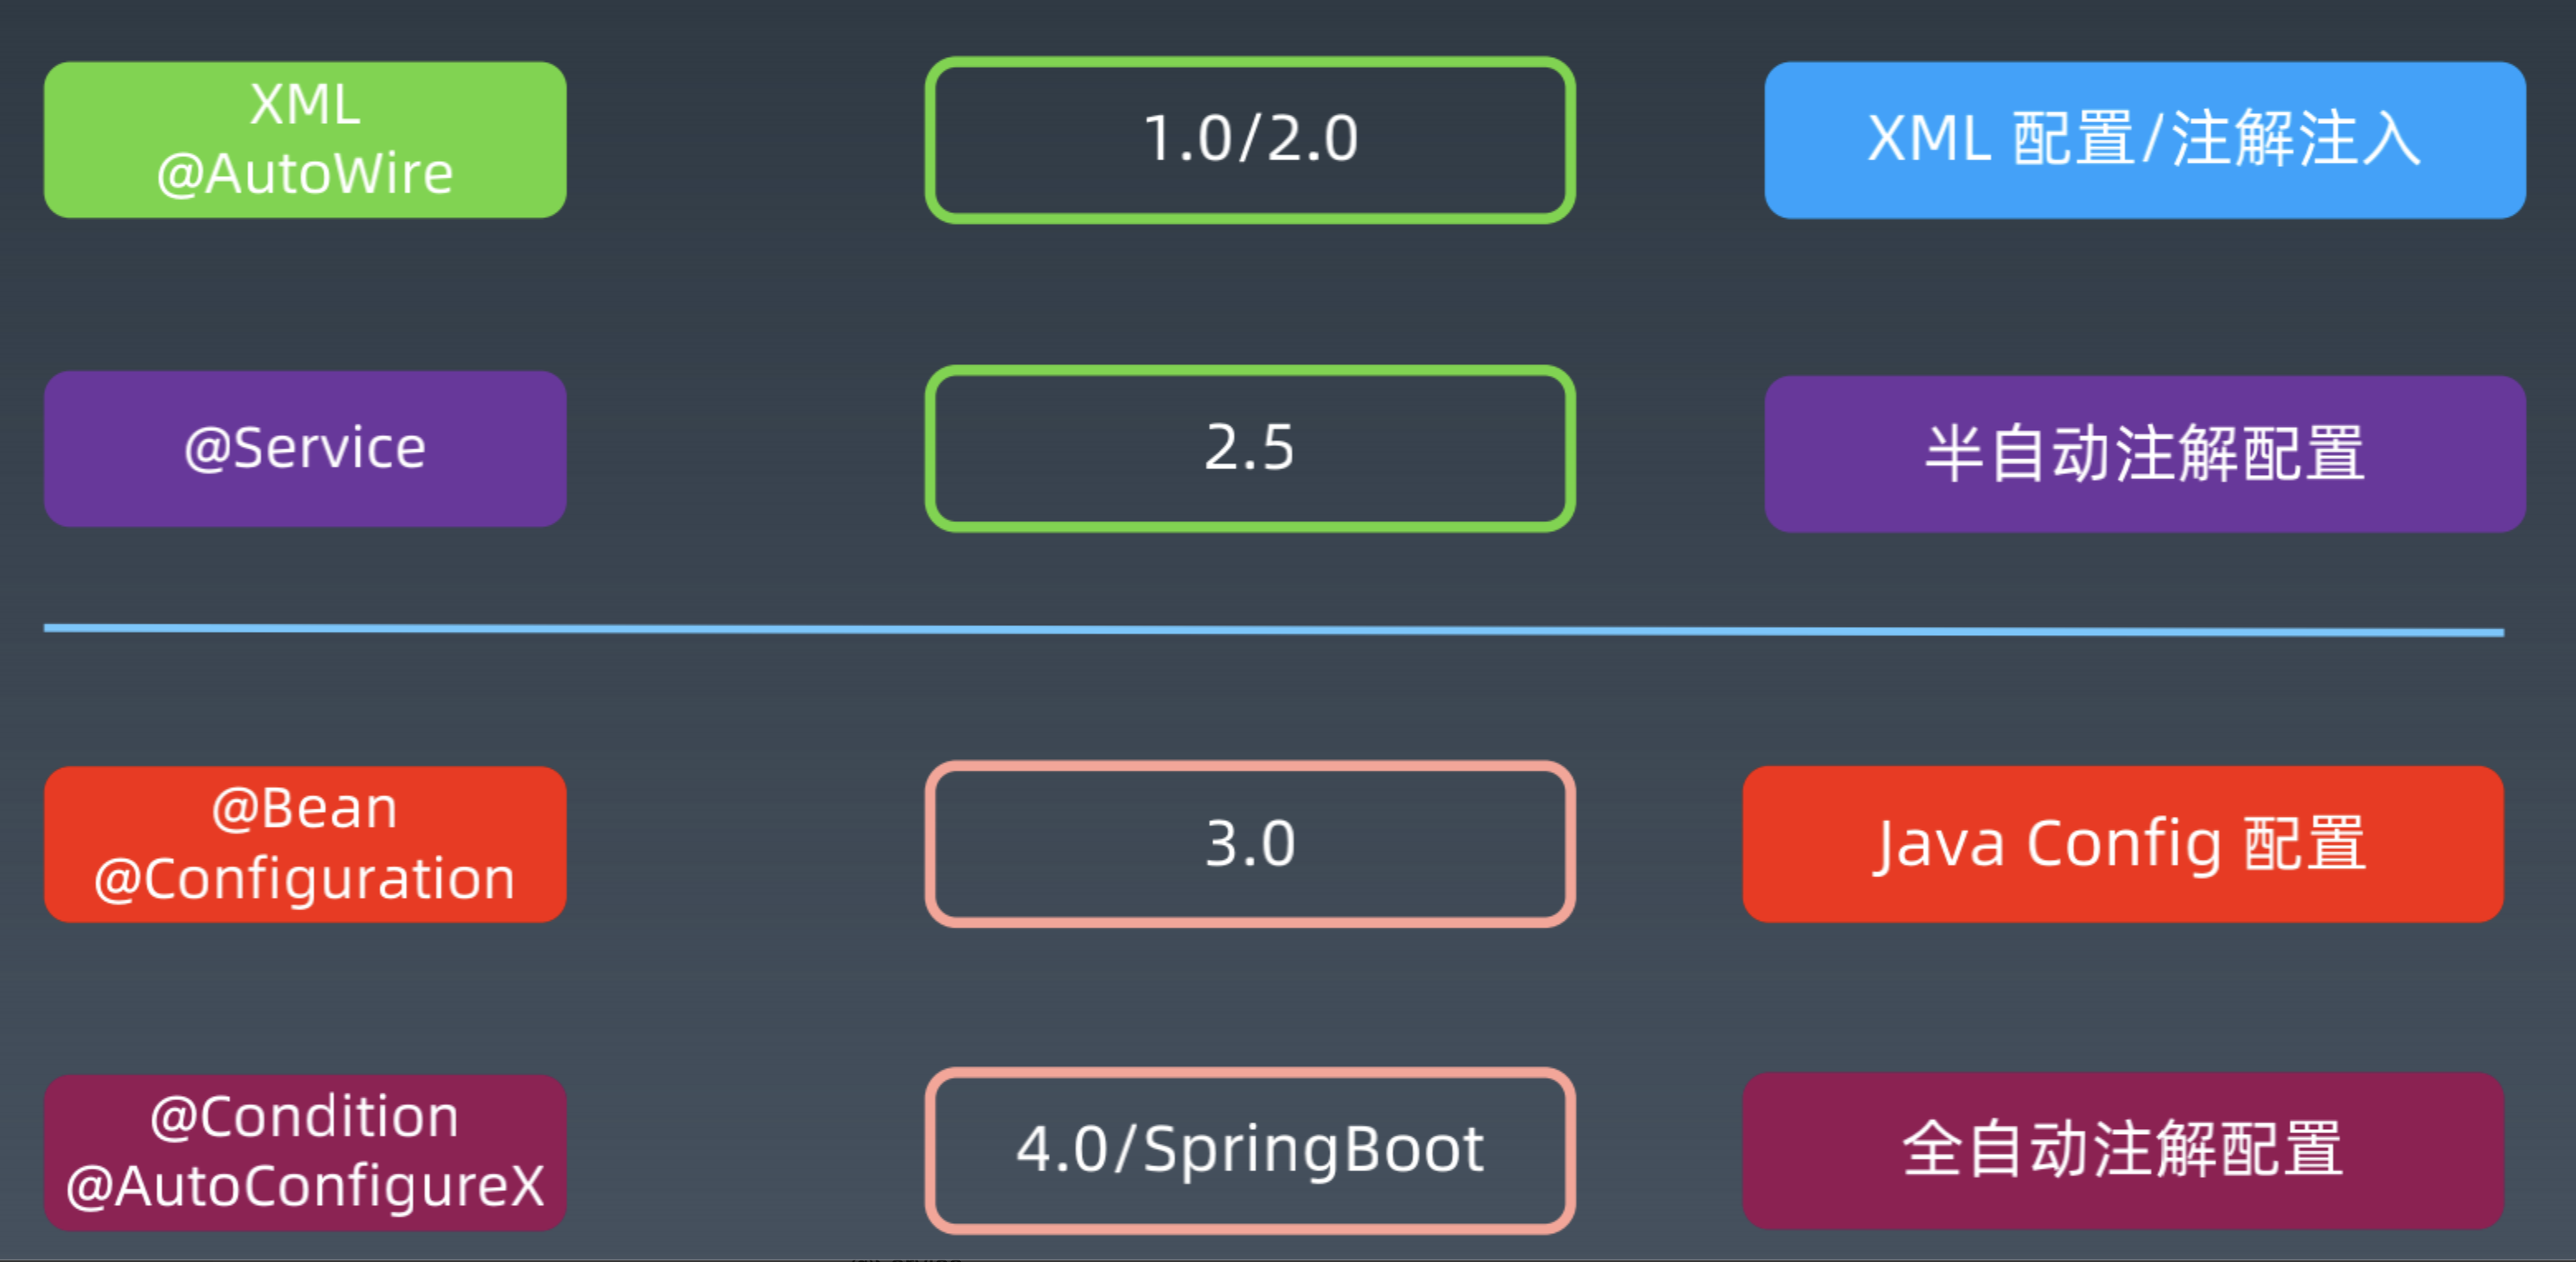 XML
@AutoWire
1.0/2.0
XML 配置/注解注入
@Service
2.5
半自动注解配置
@Bean
@Configuration
3.0
Java Config 配置
@Condition
@AutoConfigureX
4.0/SpringBoot
全自动注解配置